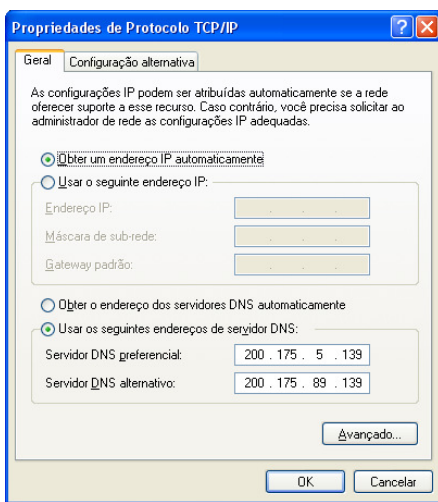 Propriedades de Protocolo TCP/IP
Geral
Configuração alternativa
As configurações IP podem ser atribuídas automaticamente se a rede
oferecer suporte a esse recurso. Caso contrário, você precisa solicitar ao
administrador de rede as configurações IP adequadas.
Obter um endereço IP automaticamente
Usar o seguinte endereço IP:
Endereço IP:
Máscara de sub-rede:
Gateway padrão:
Obter o endereço dos servidores DNS automaticamente
Usar os seguintes endereços de servidor DNS:
Servidor DNS preferencial: 200 . 175 . 5 . 139
Servidor DNS alternativo: 200 . 175 . 89 . 139
Avançado...
OK
Cancelar